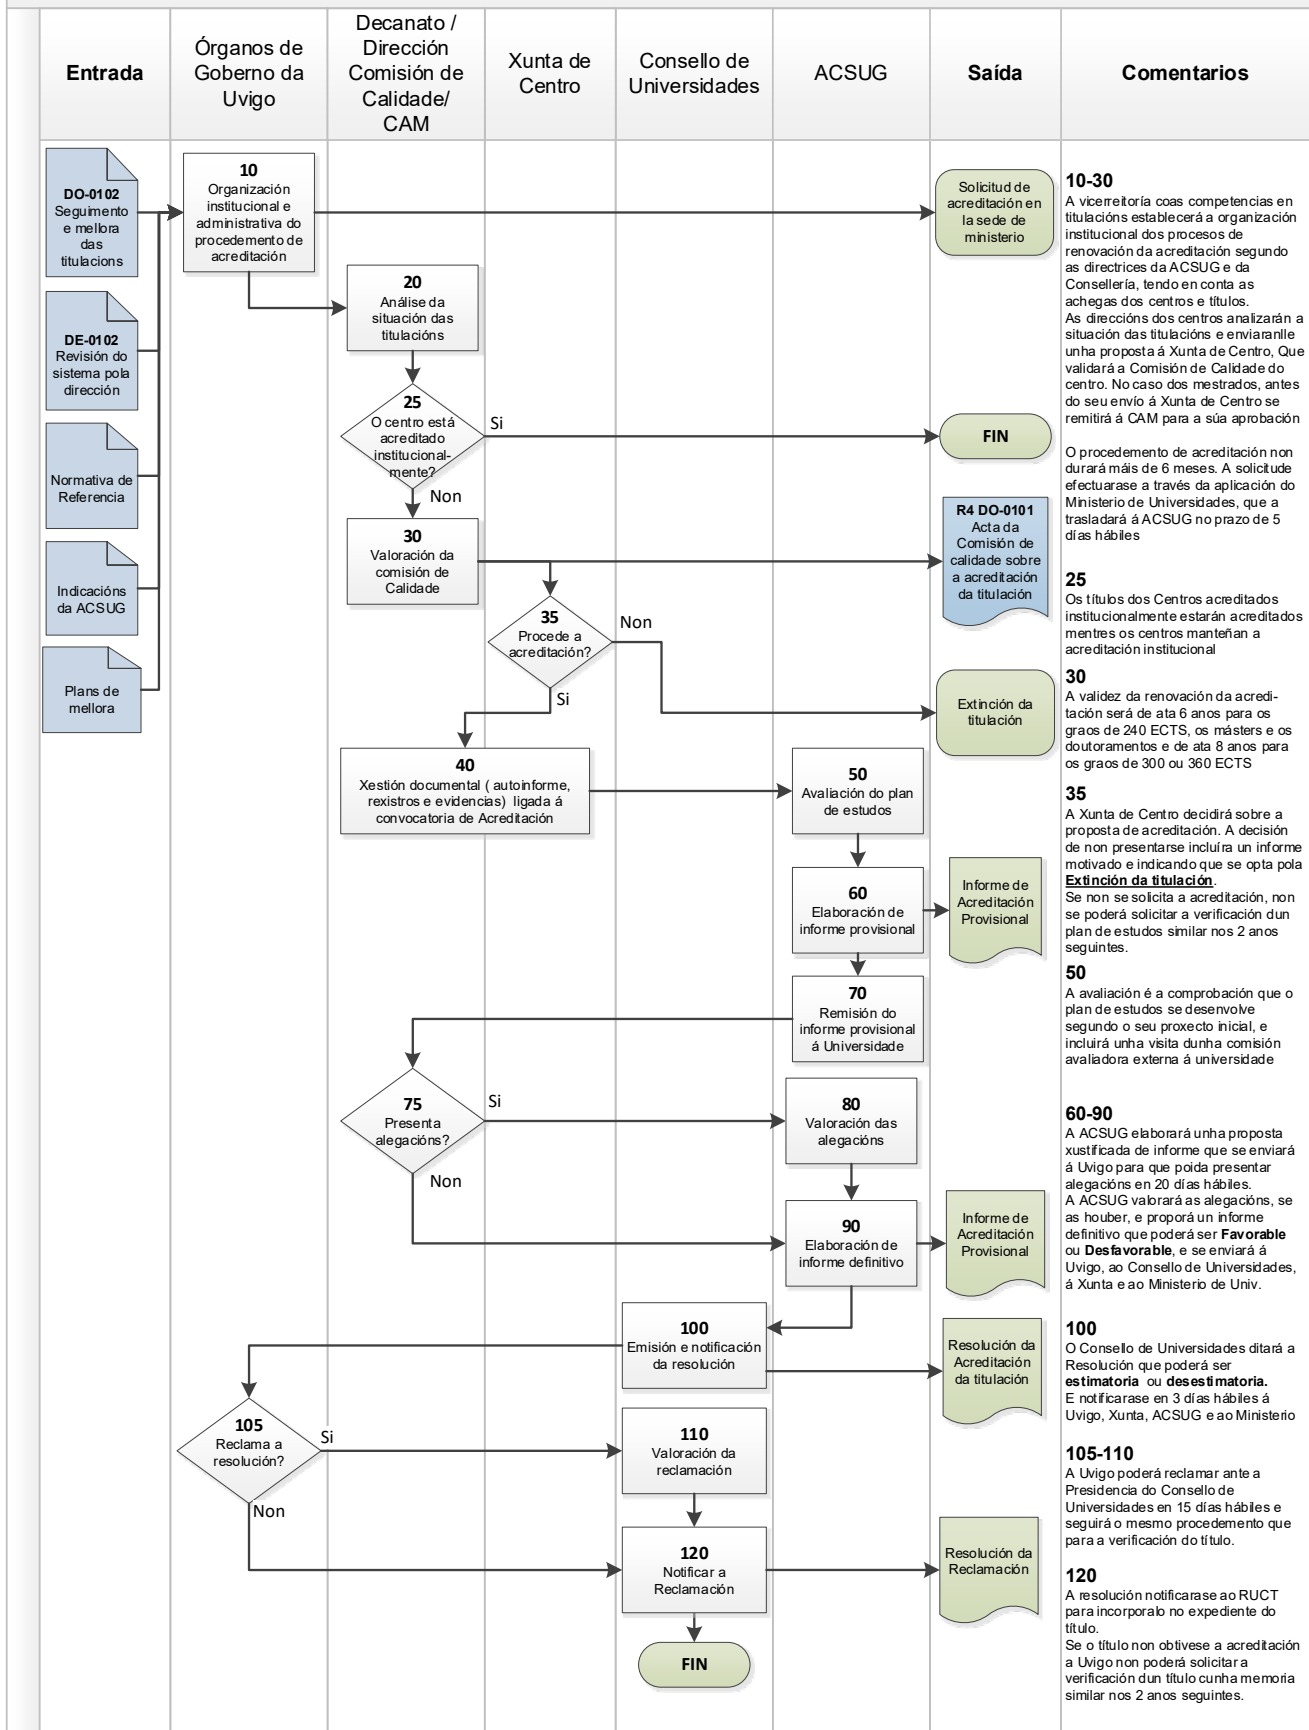 Entrada
Órganos de
Goberno da
Uvigo
Decanato /
Dirección
Comisión de
Calidade/
CAM
Xunta de
Centro
Consello de
Universidades
ACSUG
Saída
Comentarios
DO-0102
Seguimento
e mellora
das
titulacions
DE-0102
Revisión do
sistema pola
dirección
Normativa de
Referencia
Indicacións
da ACSUG
Plans de
mellora
10
Organización
institucional e
administrativa do
procedemento de
acreditación
20
Análise da
situación das
titulacións
25
O centro está
acreditado
institucional-
mente?
Si
Non
30
Valoración da
comisión de
Calidade
35
Procede a
acreditación?
Non
Si
40
Xestión documental ( autoinforme,
rexistros e evidencias) ligada á
convocatoria de Acreditación
50
Avaliación do plan
de estudos
60
Elaboración de
informe provisional
70
Remisión do
informe provisional
á Universidade
75
Presenta
alegacións?
Si
Non
80
Valoración das
alegacións
90
Elaboración de
informe definitivo
100
Emisión e notificación
da resolución
105
Reclama a
resolución?
Si
Non
110
Valoración da
reclamación
120
Notificar a
Reclamación
FIN
Solicitud de
acreditación en
la sede de
ministerio
FIN
R4 DO-0101
Acta da
Comisión de
calidade sobre
a acreditación
da titulación
Extinción da
titulación
Informe de
Acreditación
Provisional
Informe de
Acreditación
Provisional
Resolución da
Acreditación
da titulación
Resolución da
Reclamación
10-30
A vicerreitoría coas competencias en
titulacións establecerá a organización
institucional dos procesos de
renovación da acreditación segundo
as directrices da ACSUG e da
Consellería, tendo en conta as
achegas dos centros e títulos.
As direccións dos centros analizarán a
situación das titulacións e enviaranlle
unha proposta á Xunta de Centro, Que
validará a Comisión de Calidade do
centro. No caso dos mestrados, antes
do seu envío á Xunta de Centro se
remitirá á CAM para a súa aprobación
O procedemento de acreditación non
durará máis de 6 meses. A solicitude
efectuarase a través da aplicación do
Ministerio de Universidades, que a
trasladará á ACSUG no prazo de 5
días hábiles
25
Os títulos dos Centros acreditados
institucionalmente estarán acreditados
mentres os centros manteñan a
acreditación institucional
30
A validez da renovación da acredi-
tación será de ata 6 anos para os
graos de 240 ECTS, os másters e os
doutoramentos e de ata 8 anos para
os graos de 300 ou 360 ECTS
35
A Xunta de Centro decidirá sobre a
proposta de acreditación. A decisión
de non presentarse incluíra un informe
motivado e indicando que se opta pola
Extinción da titulación.
Se non se solicita a acreditación, non
se poderá solicitar a verificación dun
plan de estudos similar nos 2 anos
seguintes.
50
A avaliación é a comprobación que o
plan de estudos se desenvolve
segundo o seu proxecto inicial, e
incluirá unha visita dunha comisión
avaliadora externa á universidade
60-90
A ACSUG elaborará unha proposta
xustificada de informe que se enviará
á Uvigo para que poida presentar
alegacións en 20 días hábiles.
A ACSUG valorará as alegacións, se
as houber, e proporá un informe
definitivo que poderá ser Favorable
ou Desfavorable, e se enviará á
Uvigo, ao Consello de Universidades,
á Xunta e ao Ministerio de Univ.
100
O Consello de Universidades ditará a
Resolución que poderá ser
estimatoria ou desestimatoria.
E notificarase en 3 días hábiles á
Uvigo, Xunta, ACSUG e ao Ministerio
105-110
A Uvigo poderá reclamar ante a
Presidencia do Consello de
Universidades en 15 días hábiles e
seguirá o mesmo procedemento que
para a verificación do título.
120
A resolución notificarase ao RUCT
para incorporalo no expediente do
título.
Se o título non obtivese a acreditación
a Uvigo non poderá solicitar a
verificación dun título cunha memoria
similar nos 2 anos seguintes.